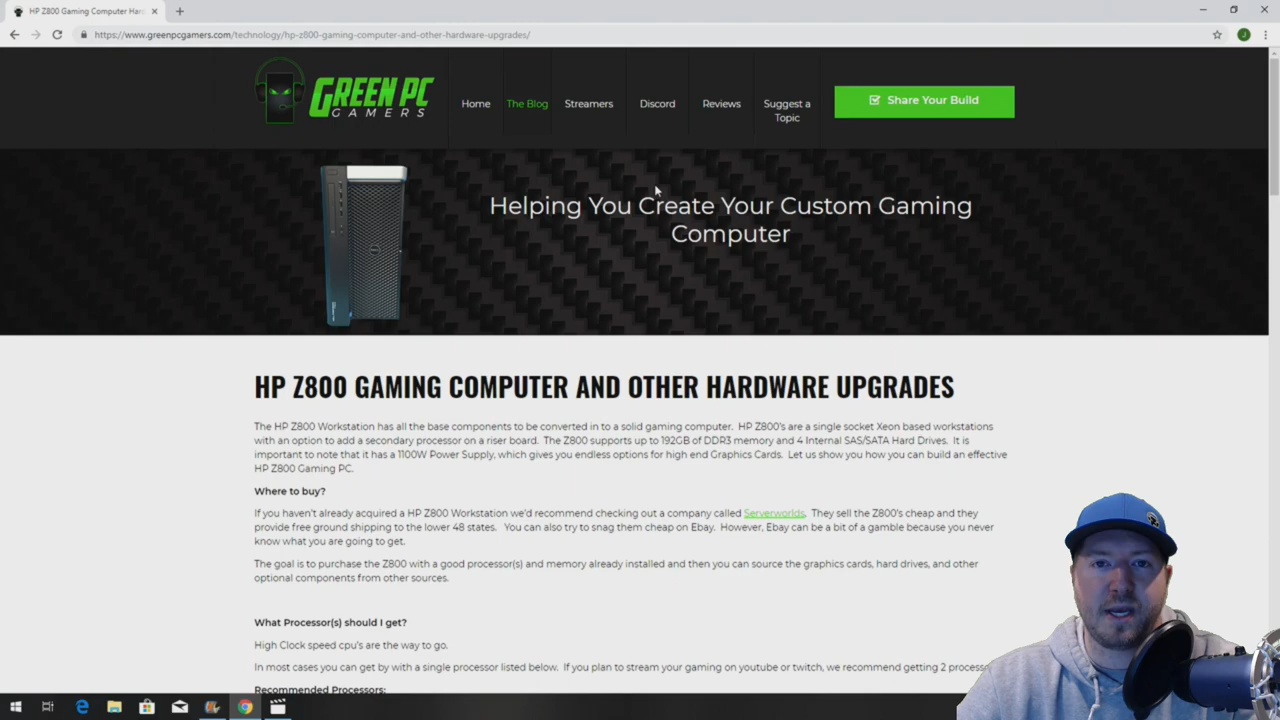 HP Z800 Gaming Computer Hard
https://www.greenpcgamers.com/technology/hp-z800-gaming-computer-and-other-hardware-upgrades/
J
GREEN PC
GAMERS
Home
The Blog
Streamers
Discord
Reviews
Suggest a
Topic
Share Your Build
Helping You Create Your Custom Gaming
Computer
HP Z800 GAMING COMPUTER AND OTHER HARDWARE UPGRADES
The HP Z800 Workstation has all the base components to be converted in to a solid gaming computer. HP Z800's are a single socket Xeon based workstations
with an option to add a secondary processor on a riser board. The Z800 supports up to 192GB of DDR3 memory and 4 Internal SAS/SATA Hard Drives. It is
important to note that it has a 1100W Power Supply, which gives you endless options for high end Graphics Cards. Let us show you how you can build an effective
HP Z800 Gaming PC.
Where to buy?
If you haven't already acquired a HP Z800 Workstation we'd recommend checking out a company called Serverworlds. They sell the Z800's cheap and they
provide free ground shipping to the lower 48 states. You can also try to snag them cheap on Ebay. However, Ebay can be a bit of a gamble because you never
know what you are going to get.
The goal is to purchase the Z800 with a good processor(s) and memory already installed and then you can source the graphics cards, hard drives, and other
optional components from other sources.
What Processor(s) should I get?
High Clock speed cpu's are the way to go.
In most cases you can get by with a single processor listed below. If you plan to stream your gaming on youtube or twitch, we recommend getting 2 process
Recommended Processors: